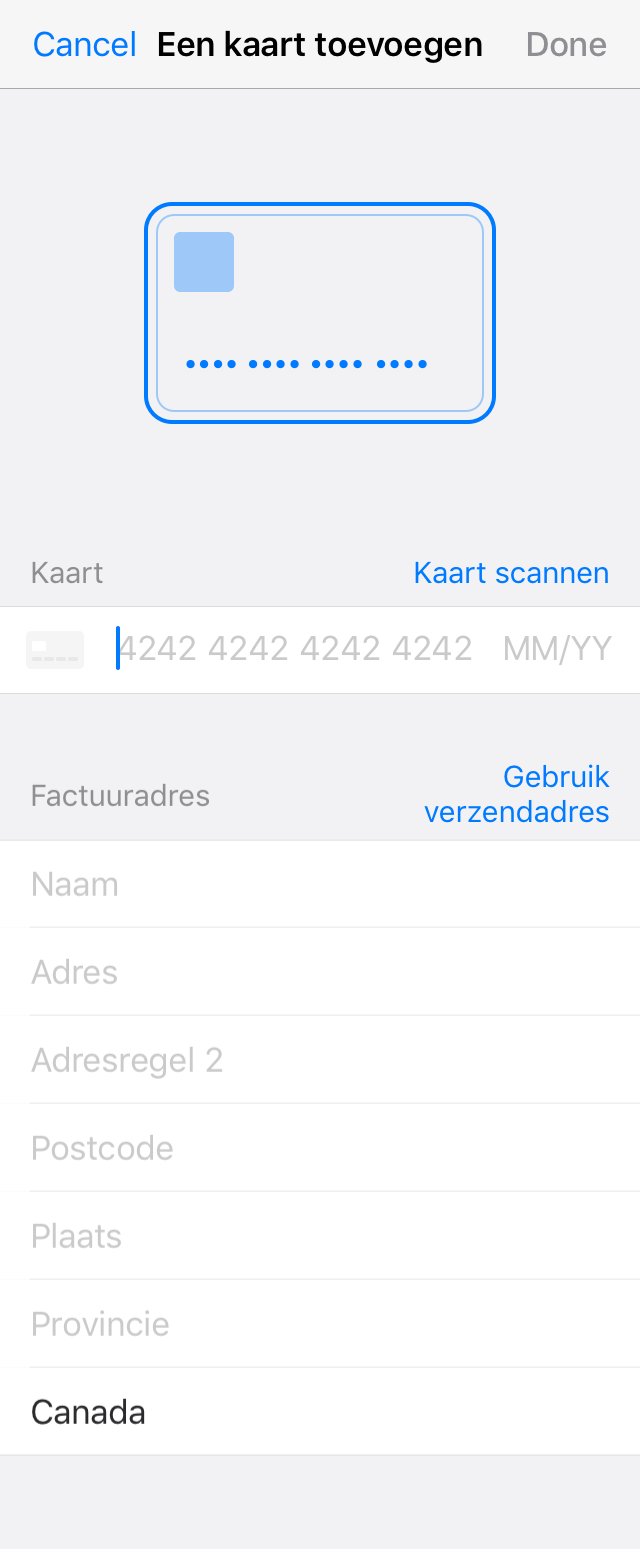 Cancel Een kaart toevoegen Done
•••• •••• •••• ••••
Kaart Kaart scannen
4242 4242 4242 4242 MM/YY
Factuuradres Gebruik
verzendadres
Naam
Adres
Adresregel 2
Postcode
Plaats
Provincie
Canada